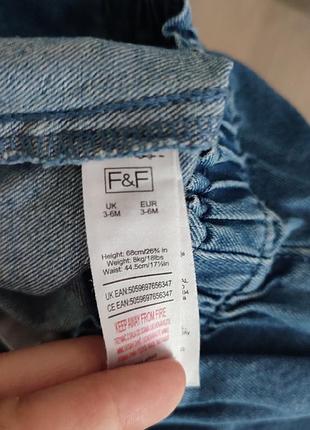 F&F
UK EUR
3-6M 3-6M
Height: 68cm/26¾ in
Weight: 8kg/18lbs
Waist: 44.5cm/17½in
UK EAN:5059697656347
CE EAN:5059697656347
KEEP AWAY FROM FIRE